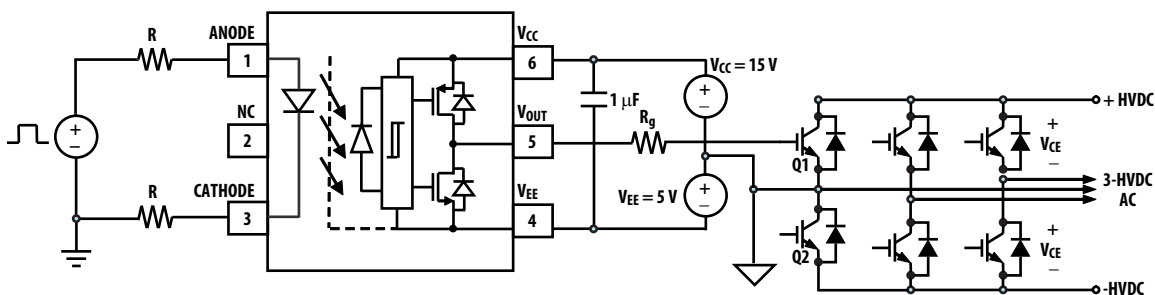 R
ANODE
1
NC
2
+
−
R
CATHODE
3
VCC
6
VOUT
5
VEE
4
1 μF
Rg
VCC = 15 V
+
−
VEE = 5 V
+
−
Q1
Q2
+ HVDC
+
VCE
−
3-HVDC
AC
+
VCE
−
-HVDC